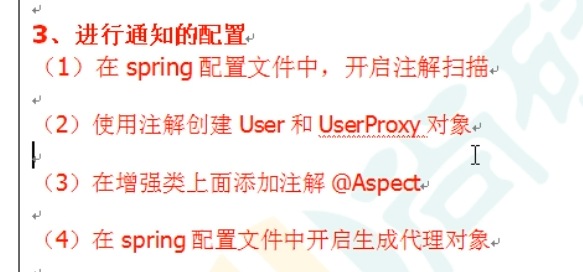 3、进行通知的配置
（1）在 spring 配置文件中，开启注解扫描
（2）使用注解创建 User 和 UserProxy 对象
（3）在增强类上面添加注解 @Aspect
（4）在 spring 配置文件中开启生成代理对象